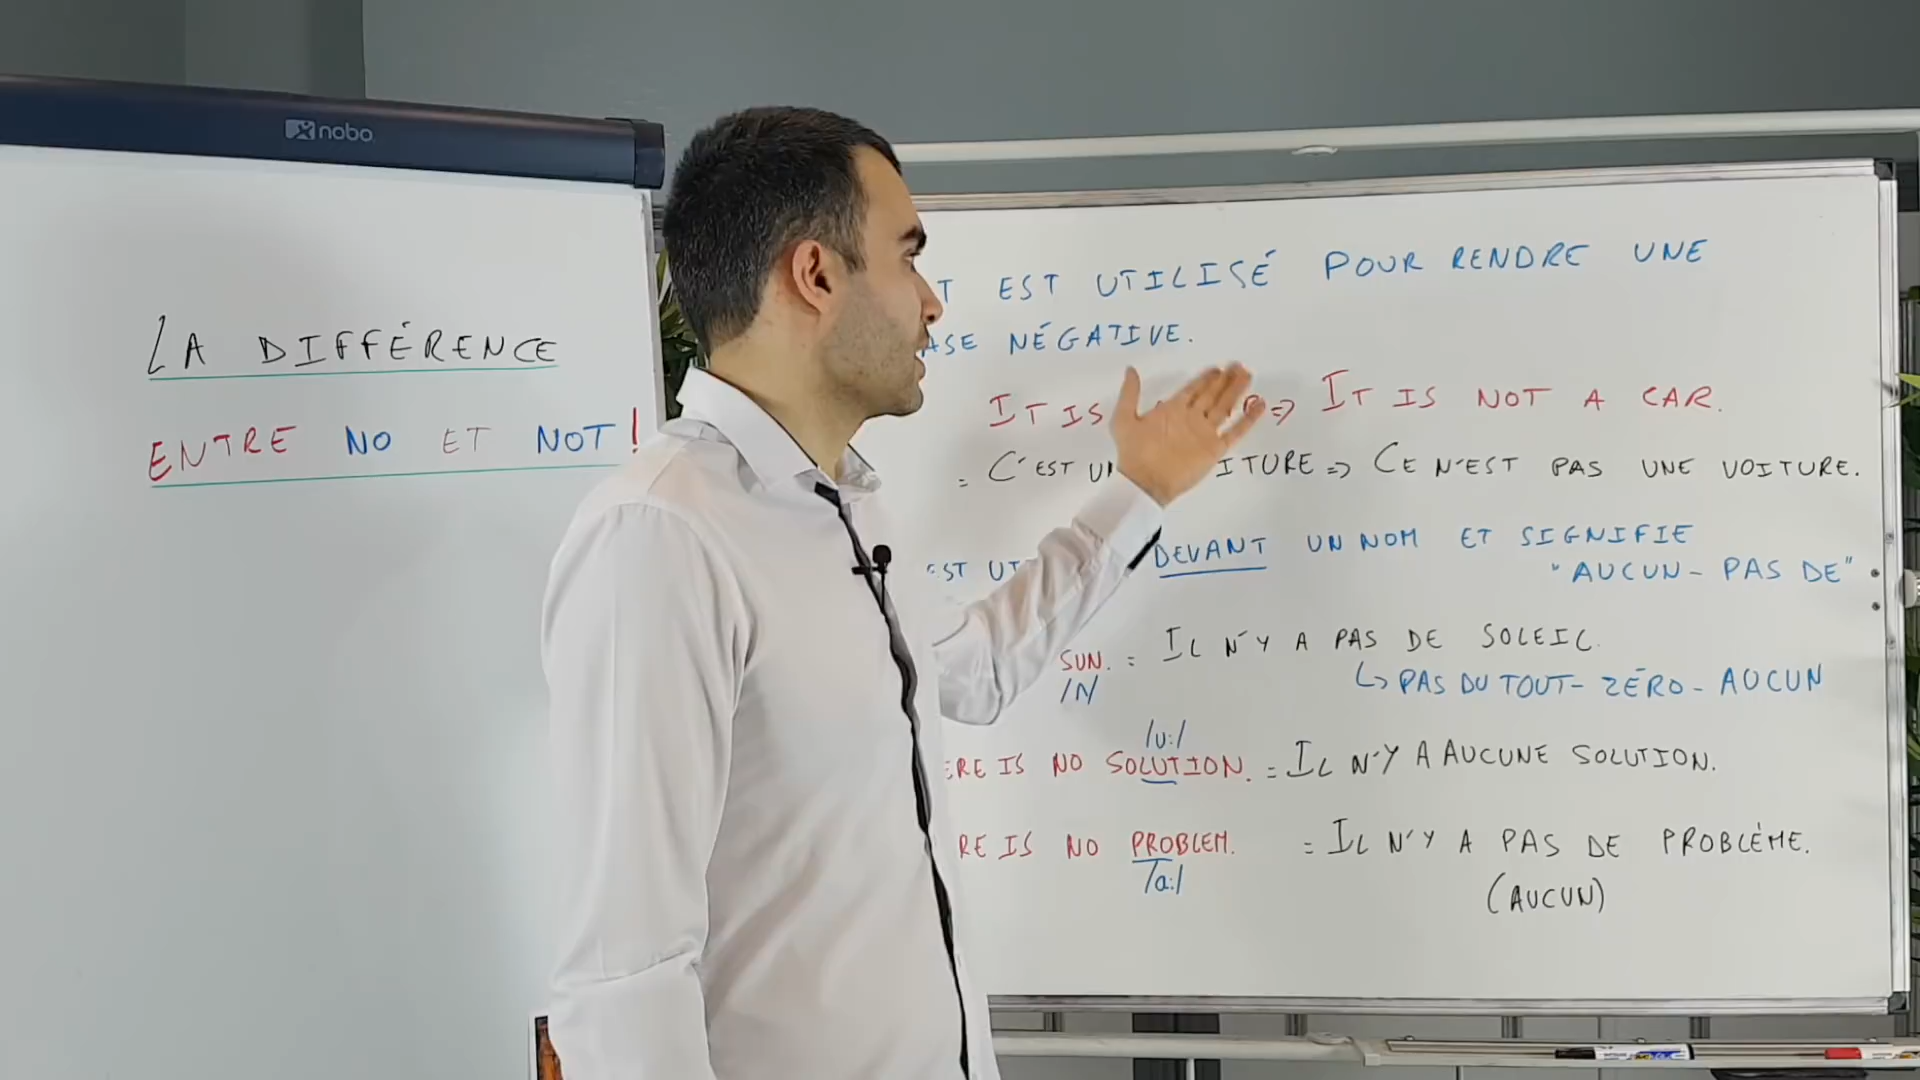 nobo
LA DIFFÉRENCE
ENTRE NO ET NOT!
T EST UTILISÉ POUR RENDRE UNE
ASE NÉGATIVE.
IT IS => IT IS NOT A CAR.
= C'EST UN ITURE => CE N'EST PAS UNE VOITURE.
EST UT DEVANT UN NOM ET SIGNIFIE
"AUCUN - PAS DE"
SUN. = IL N'Y A PAS DE SOLEIL.
/Λ/ ↳ PAS DU TOUT - ZÉRO - AUCUN
/u:/
ERE IS NO SOLUTION. = IL N'Y A AUCUNE SOLUTION.
RE IS NO PROBLEM. = IL N'Y A PAS DE PROBLÈME.
/a:/ (AUCUN)